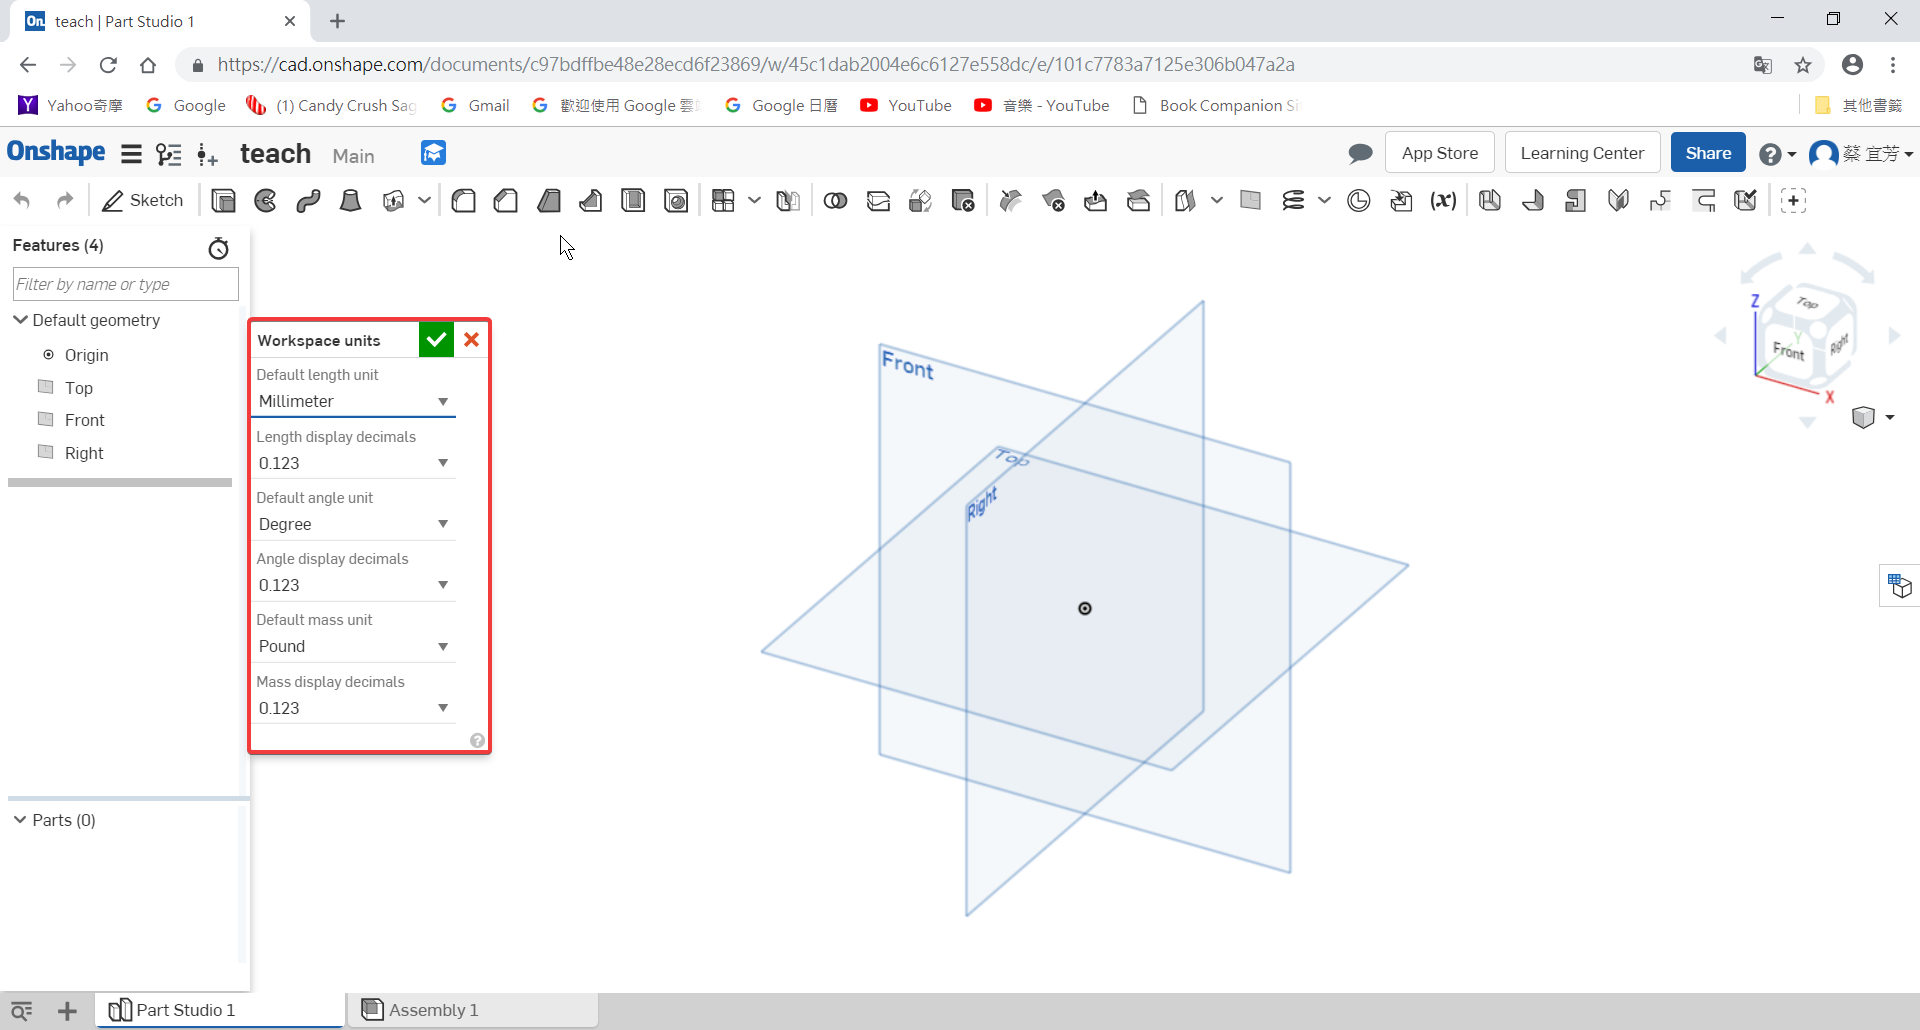 On teach | Part Studio 1
https://cad.onshape.com/documents/c97bdffbe48e28ecd6f23869/w/45c1dab2004e6c6127e558dc/e/101c7783a7125e306b047a2a
Yahoo奇摩 Google (1) Candy Crush Sag Gmail 歡迎使用 Google 雲 Google 日曆 YouTube 音樂 - YouTube Book Companion Si 其他書籤
Onshape teach Main App Store Learning Center Share 蔡 宜芳
Sketch (x)
Features (4)
Filter by name or type
Default geometry
Origin
Top
Front
Right
Workspace units
Default length unit
Millimeter
Length display decimals
0.123
Default angle unit
Degree
Angle display decimals
0.123
Default mass unit
Pound
Mass display decimals
0.123
Front
Top
Right
Z
Top
Y
Front
Right
X
Parts (0)
Part Studio 1
Assembly 1